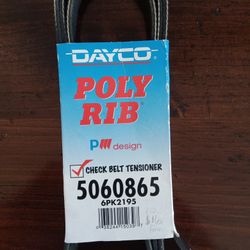 DAYCO®
POLY
RIB®
PM design
CHECK BELT TENSIONER
5060865
6PK2195